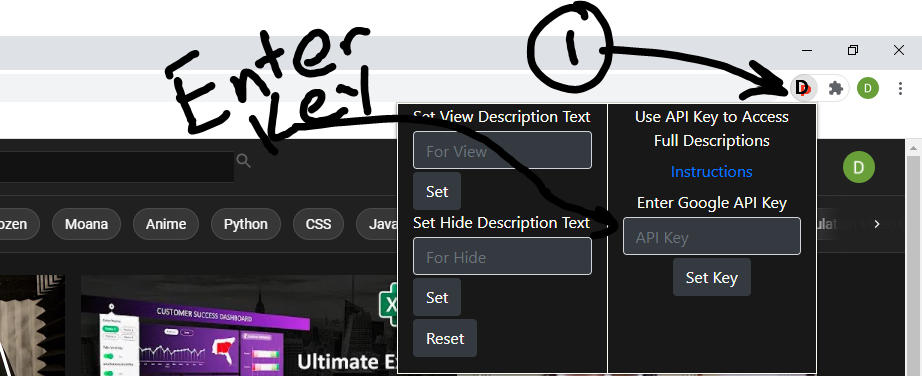 1
Enter
Key
D
D
Set View Description Text
For View
Set
Set Hide Description Text
For Hide
Set
Reset
Use API Key to Access
Full Descriptions
Instructions
Enter Google API Key
API Key
Set Key
D
ozen Moana Anime Python CSS Java
CUSTOMER SUCCESS DASHBOARD
Ultimate Ex